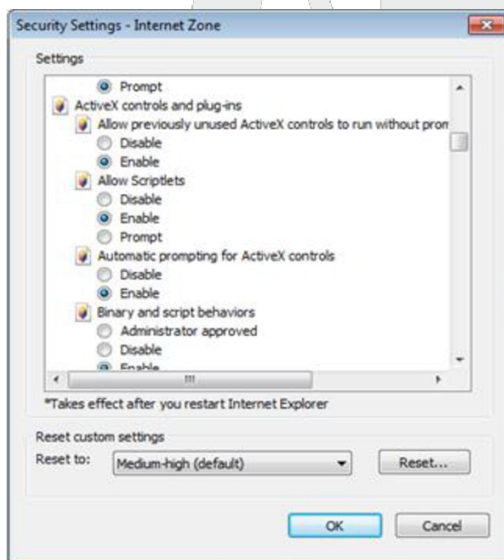 Security Settings - Internet Zone
Settings
Prompt
ActiveX controls and plug-ins
Allow previously unused ActiveX controls to run without prom
Disable
Enable
Allow Scriptlets
Disable
Enable
Prompt
Automatic prompting for ActiveX controls
Disable
Enable
Binary and script behaviors
Administrator approved
Disable
Enable
*Takes effect after you restart Internet Explorer
Reset custom settings
Reset to: Medium-high (default) Reset...
OK Cancel